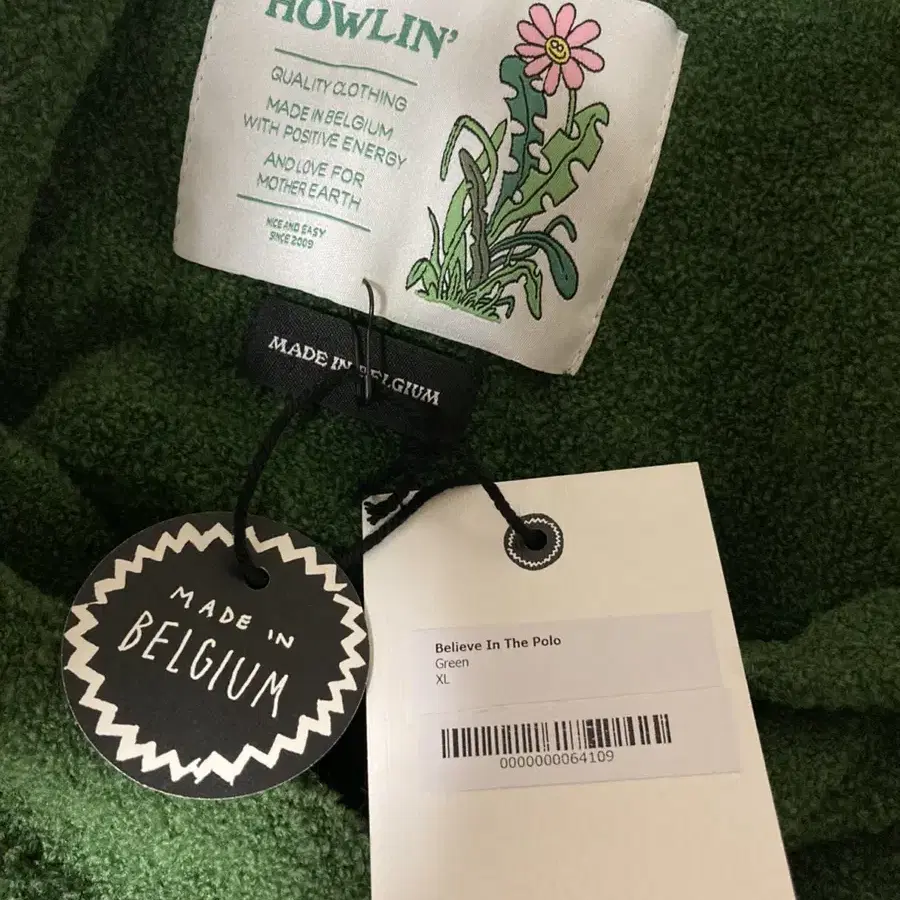 HOWLIN'
QUALITY CLOTHING
MADE IN BELGIUM
WITH POSITIVE ENERGY
AND LOVE FOR
MOTHER EARTH
NICE AND EASY
SINCE 2009
MADE IN BELGIUM
MADE IN
BELGIUM
Believe In The Polo
Green
XL
0000000064109